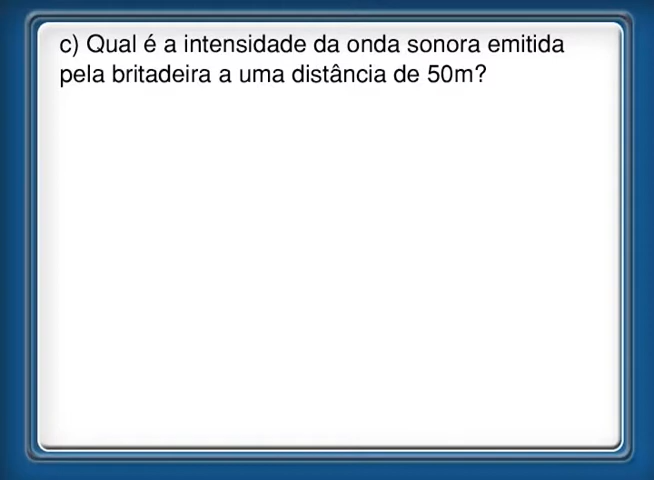 c) Qual é a intensidade da onda sonora emitida
pela britadeira a uma distância de 50m?